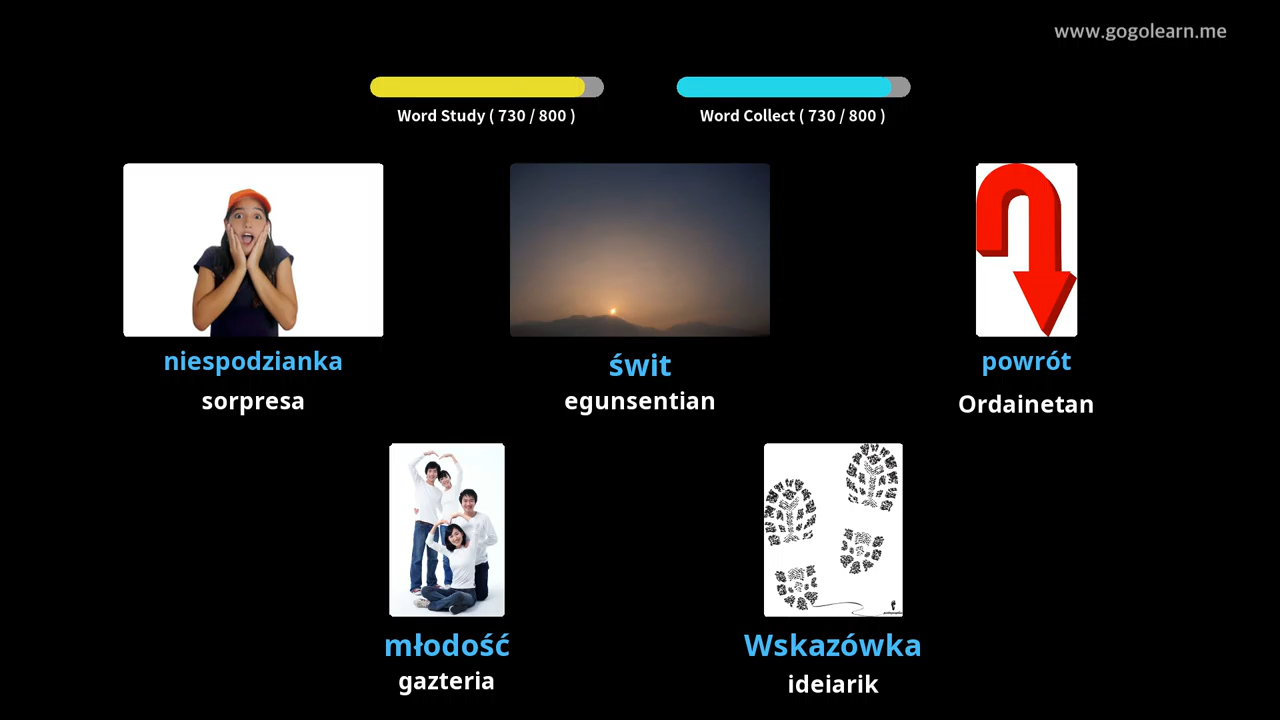 www.gogolearn.me
Word Study ( 730 / 800 )
Word Collect ( 730 / 800 )
niespodzianka
sorpresa
świt
egunsentian
powrót
Ordainetan
młodość
gazteria
Wskazówka
ideiarik